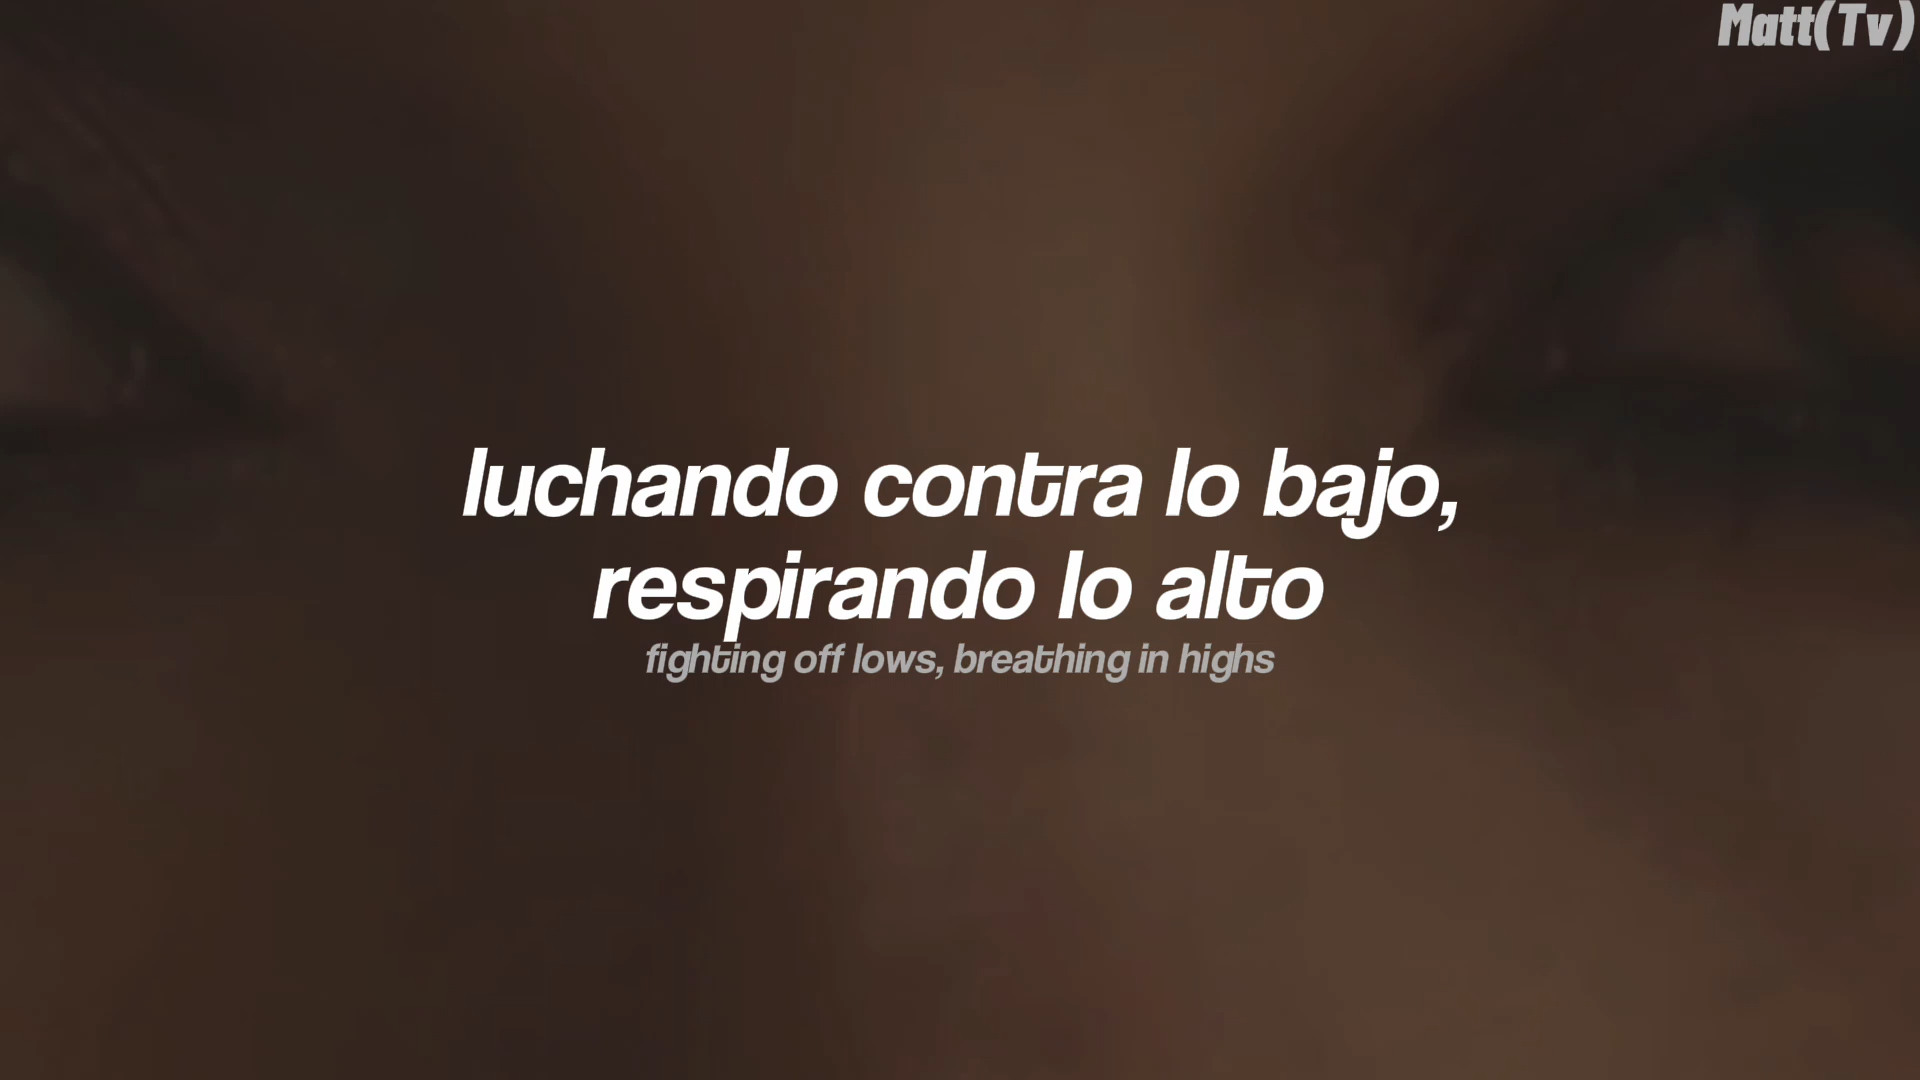 Matt(Tv)
luchando contra lo bajo,
respirando lo alto
fighting off lows, breathing in highs